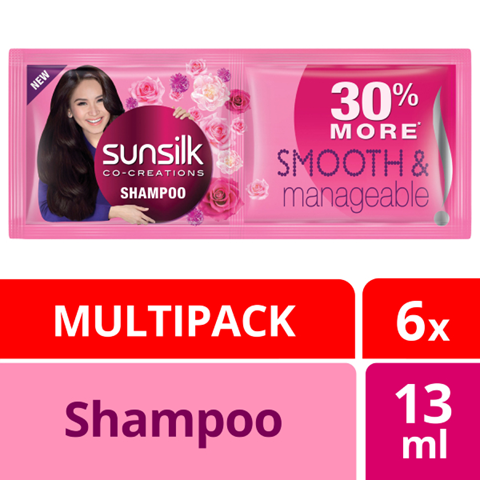 NEW
sunsilk
CO-CREATIONS
SHAMPOO
30%
MORE*
SMOOTH &
manageable
MULTIPACK
6x
Shampoo
13
ml